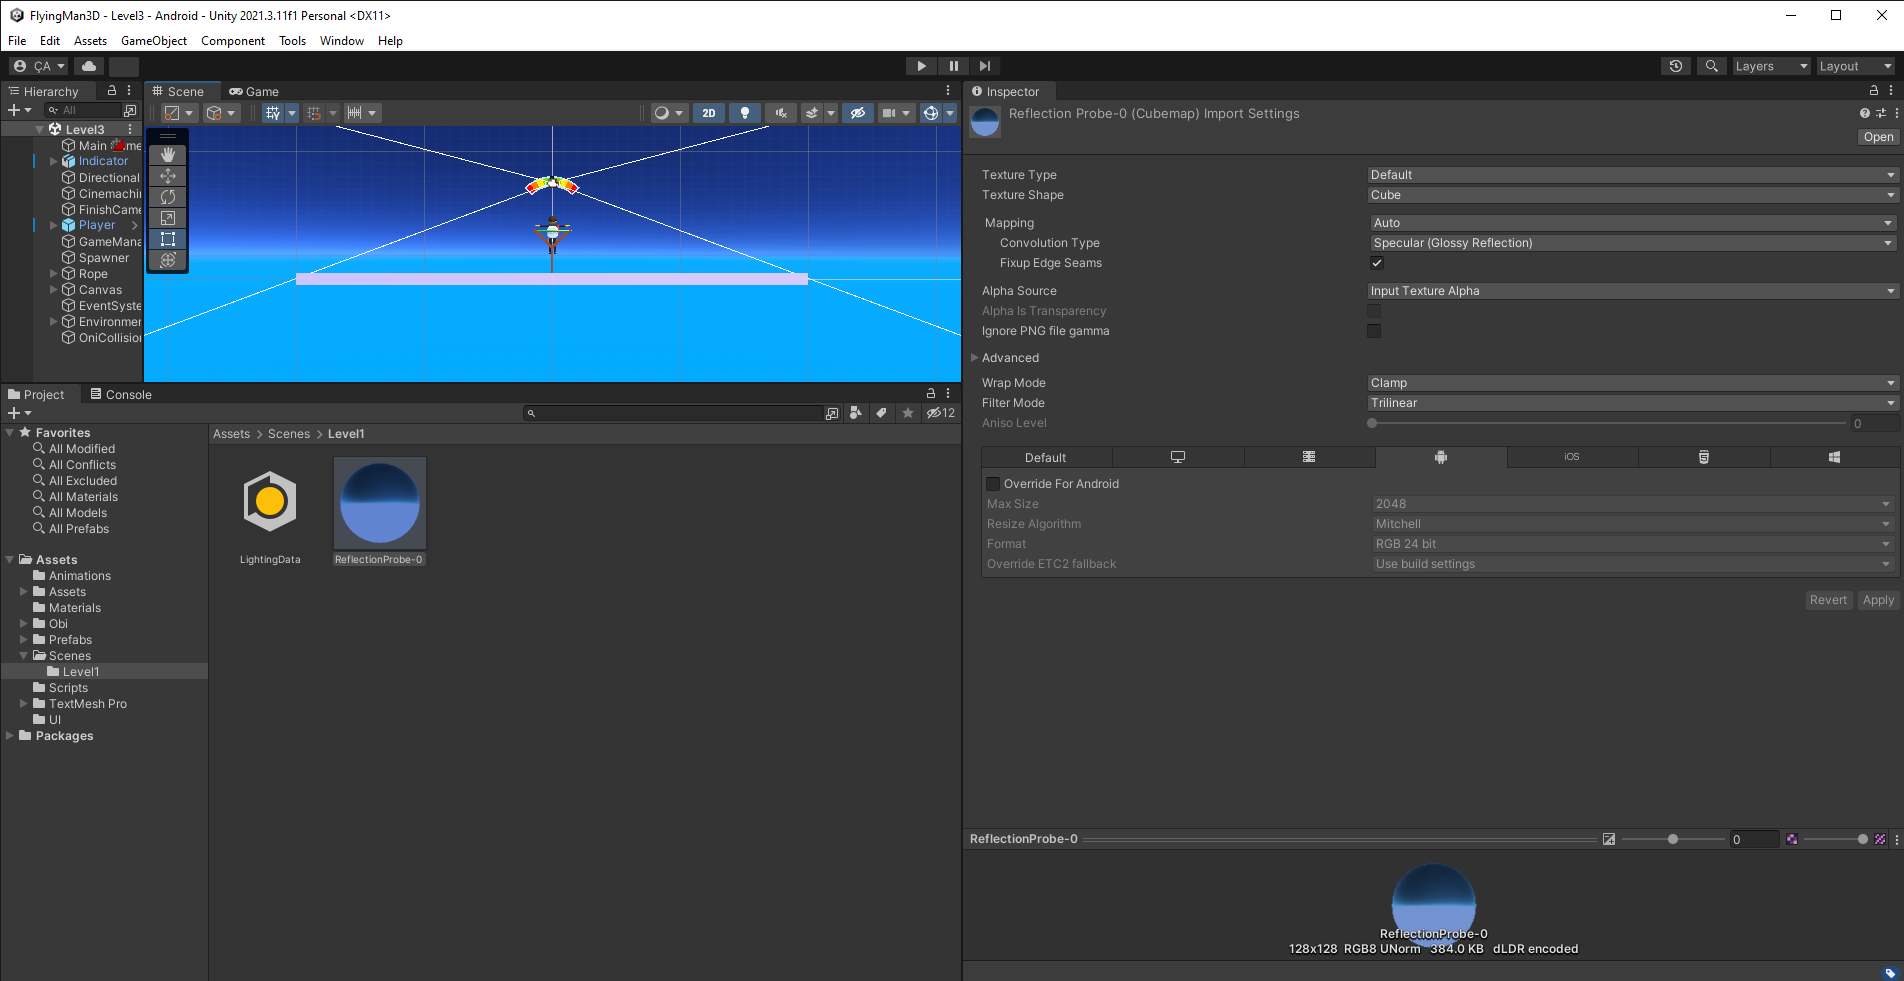 FlyingMan3D - Level3 - Android - Unity 2021.3.11f1 Personal <DX11>
File Edit Assets GameObject Component Tools Window Help
ÇA
Layers
Layout
Hierarchy
All
Level3
Main
Indicator
Directional
Cinemachi
FinishCame
Player
GameMana
Spawner
Rope
Canvas
EventSyste
Environmer
OniCollision
Scene
Game
2D
Project
Console
12
Favorites
All Modified
All Conflicts
All Excluded
All Materials
All Models
All Prefabs
Assets
Animations
Assets
Materials
Obi
Prefabs
Scenes
Level1
Scripts
TextMesh Pro
UI
Packages
Assets > Scenes > Level1
LightingData
ReflectionProbe-0
Inspector
Reflection Probe-0 (Cubemap) Import Settings
Open
Texture Type Default
Texture Shape Cube
Mapping Auto
Convolution Type Specular (Glossy Reflection)
Fixup Edge Seams
Alpha Source Input Texture Alpha
Alpha Is Transparency
Ignore PNG file gamma
Advanced
Wrap Mode Clamp
Filter Mode Trilinear
Aniso Level 0
Default iOS
Override For Android
Max Size 2048
Resize Algorithm Mitchell
Format RGB 24 bit
Override ETC2 fallback Use build settings
Revert Apply
ReflectionProbe-0 0
ReflectionProbe-0
128x128 RGB8 UNorm 384.0 KB dLDR encoded